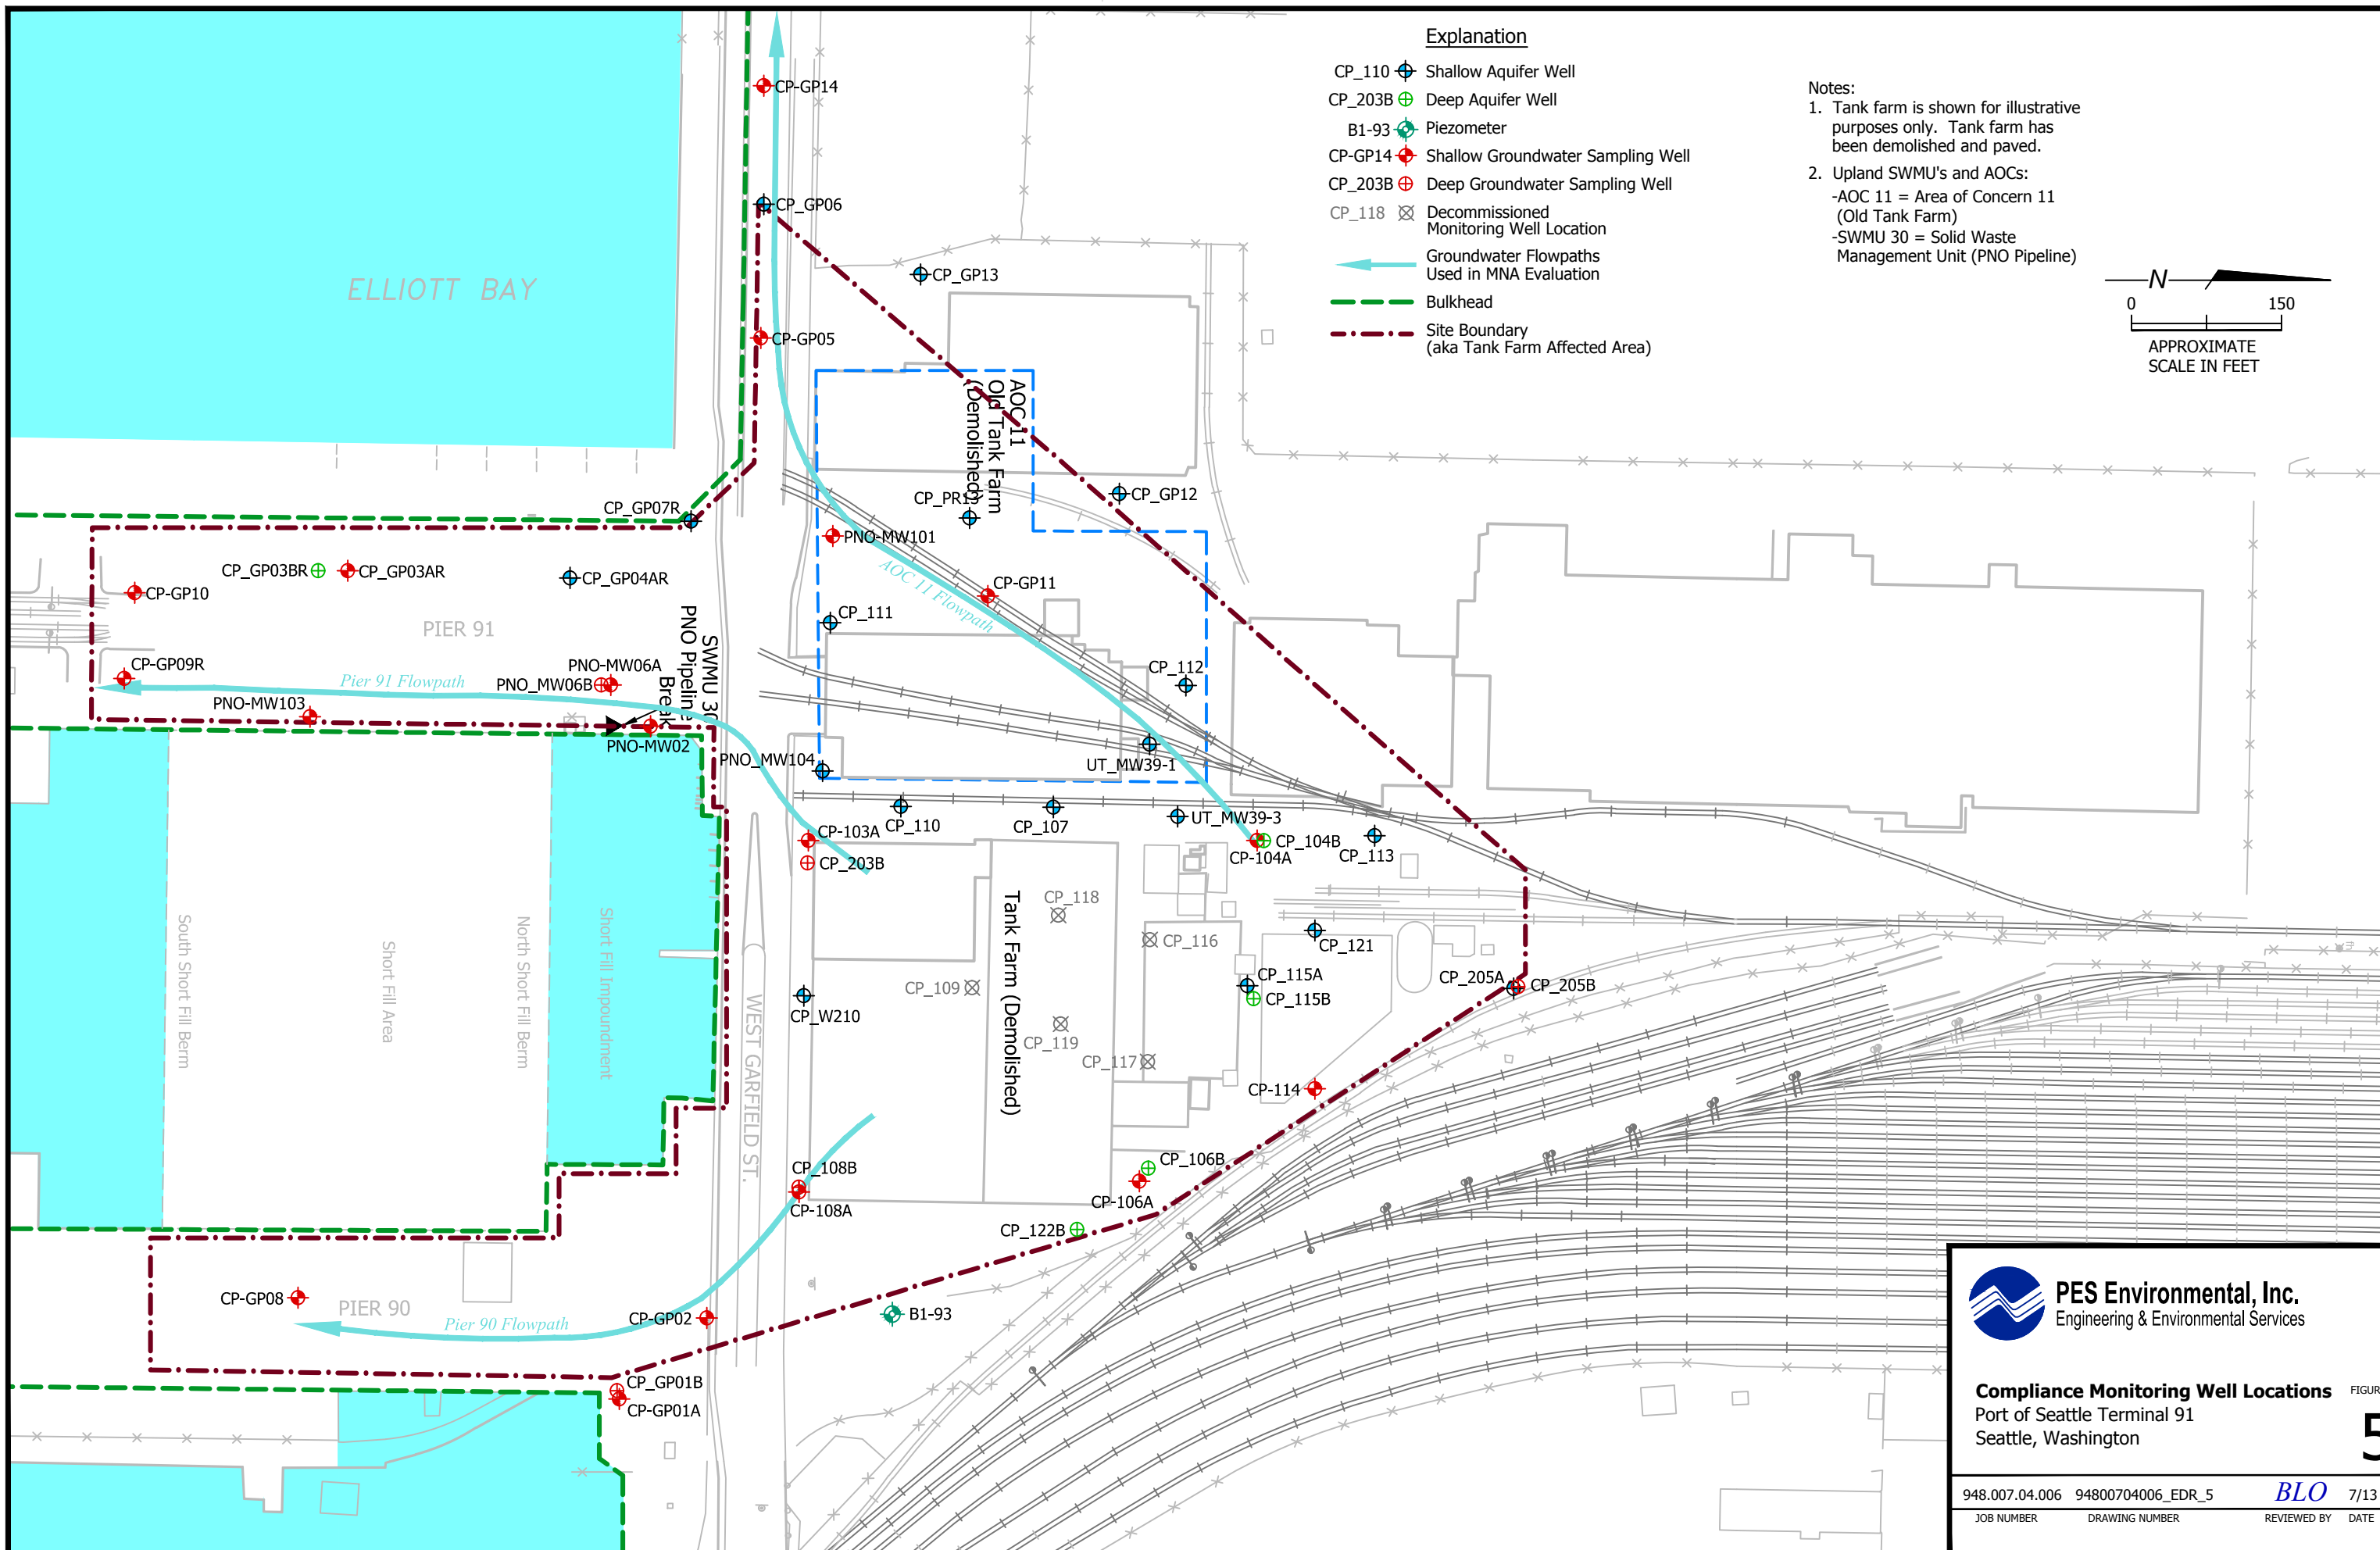 Explanation
CP_110 Shallow Aquifer Well
CP_203B Deep Aquifer Well
B1-93 Piezometer
CP-GP14 Shallow Groundwater Sampling Well
CP_203B Deep Groundwater Sampling Well
CP_118 Decommissioned
Monitoring Well Location
Groundwater Flowpaths
Used in MNA Evaluation
Bulkhead
Site Boundary
(aka Tank Farm Affected Area)
Notes:
1. Tank farm is shown for illustrative
purposes only. Tank farm has
been demolished and paved.
2. Upland SWMU's and AOCs:
-AOC 11 = Area of Concern 11
(Old Tank Farm)
-SWMU 30 = Solid Waste
Management Unit (PNO Pipeline)
N
0 150
APPROXIMATE
SCALE IN FEET
CP-GP14
CP_GP06
CP_GP13
ELLIOTT BAY
CP-GP05
AOC 11
Old Tank Farm
(Demolished)
CP_PR13
CP_GP12
CP_GP07R
PNO-MW101
CP_GP03BR
CP_GP03AR
CP_GP04AR
CP-GP10
CP-GP11
AOC 11 Flowpath
CP_111
PIER 91
SWMU 30
PNO Pipeline
Break
CP-GP09R
PNO-MW06A
PNO_MW06B
Pier 91 Flowpath
CP_112
PNO-MW103
PNO-MW02
PNO_MW104
UT_MW39-1
CP_110
CP_107
UT_MW39-3
CP-103A
CP_203B
CP_104B
CP-104A
CP_113
CP_118
CP_116
CP_121
South Short Fill Berm
Short Fill Area
North Short Fill Berm
Short Fill Impoundment
Tank Farm (Demolished)
CP_109
CP_115A
CP_115B
CP_205A
CP_205B
CP_W210
WEST GARFIELD ST.
CP_119
CP_117
CP-114
CP_108B
CP-108A
CP_106B
CP-106A
CP_122B
CP-GP08
PIER 90
Pier 90 Flowpath
CP-GP02
B1-93
CP_GP01B
CP-GP01A
PES Environmental, Inc.
Engineering & Environmental Services
Compliance Monitoring Well Locations
Port of Seattle Terminal 91
Seattle, Washington
FIGUR
5
948.007.04.006 94800704006_EDR_5 BLO 7/13
JOB NUMBER DRAWING NUMBER REVIEWED BY DATE